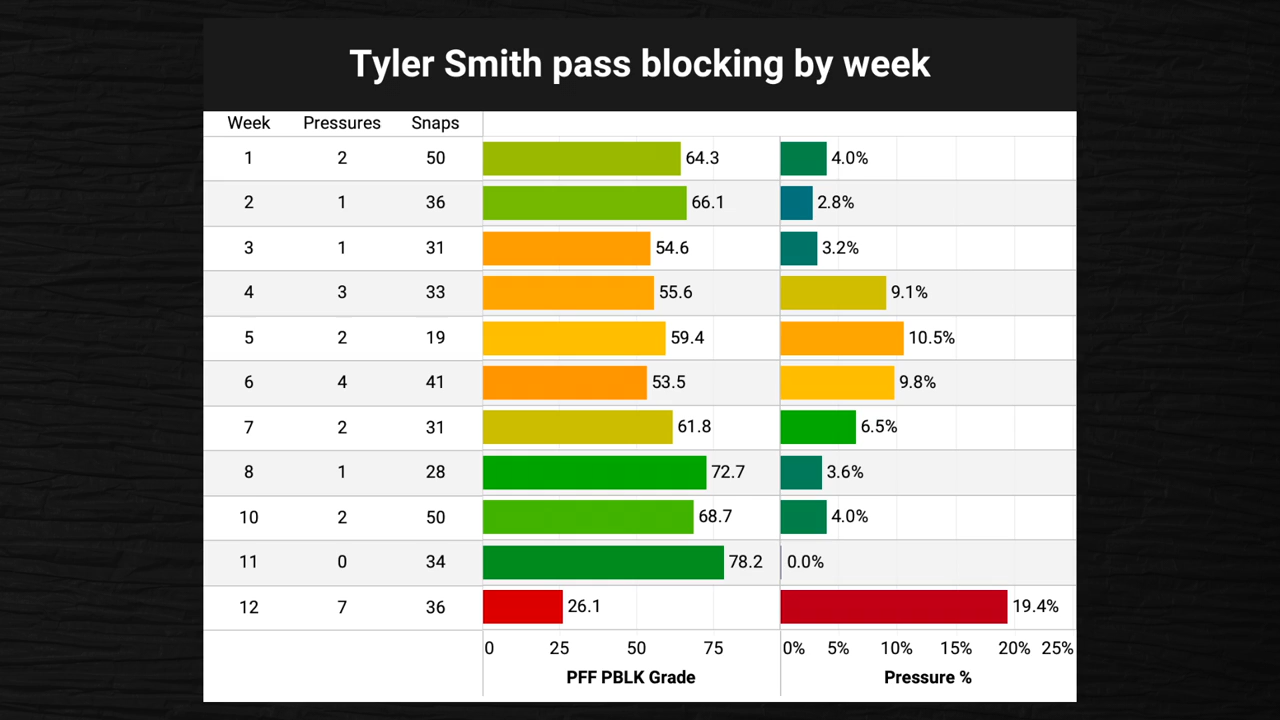 Tyler Smith pass blocking by week
Week Pressures Snaps
1 2 50 64.3 4.0%
2 1 36 66.1 2.8%
3 1 31 54.6 3.2%
4 3 33 55.6 9.1%
5 2 19 59.4 10.5%
6 4 41 53.5 9.8%
7 2 31 61.8 6.5%
8 1 28 72.7 3.6%
10 2 50 68.7 4.0%
11 0 34 78.2 0.0%
12 7 36 26.1 19.4%
0 25 50 75 0% 5% 10% 15% 20% 25%
PFF PBLK Grade Pressure %